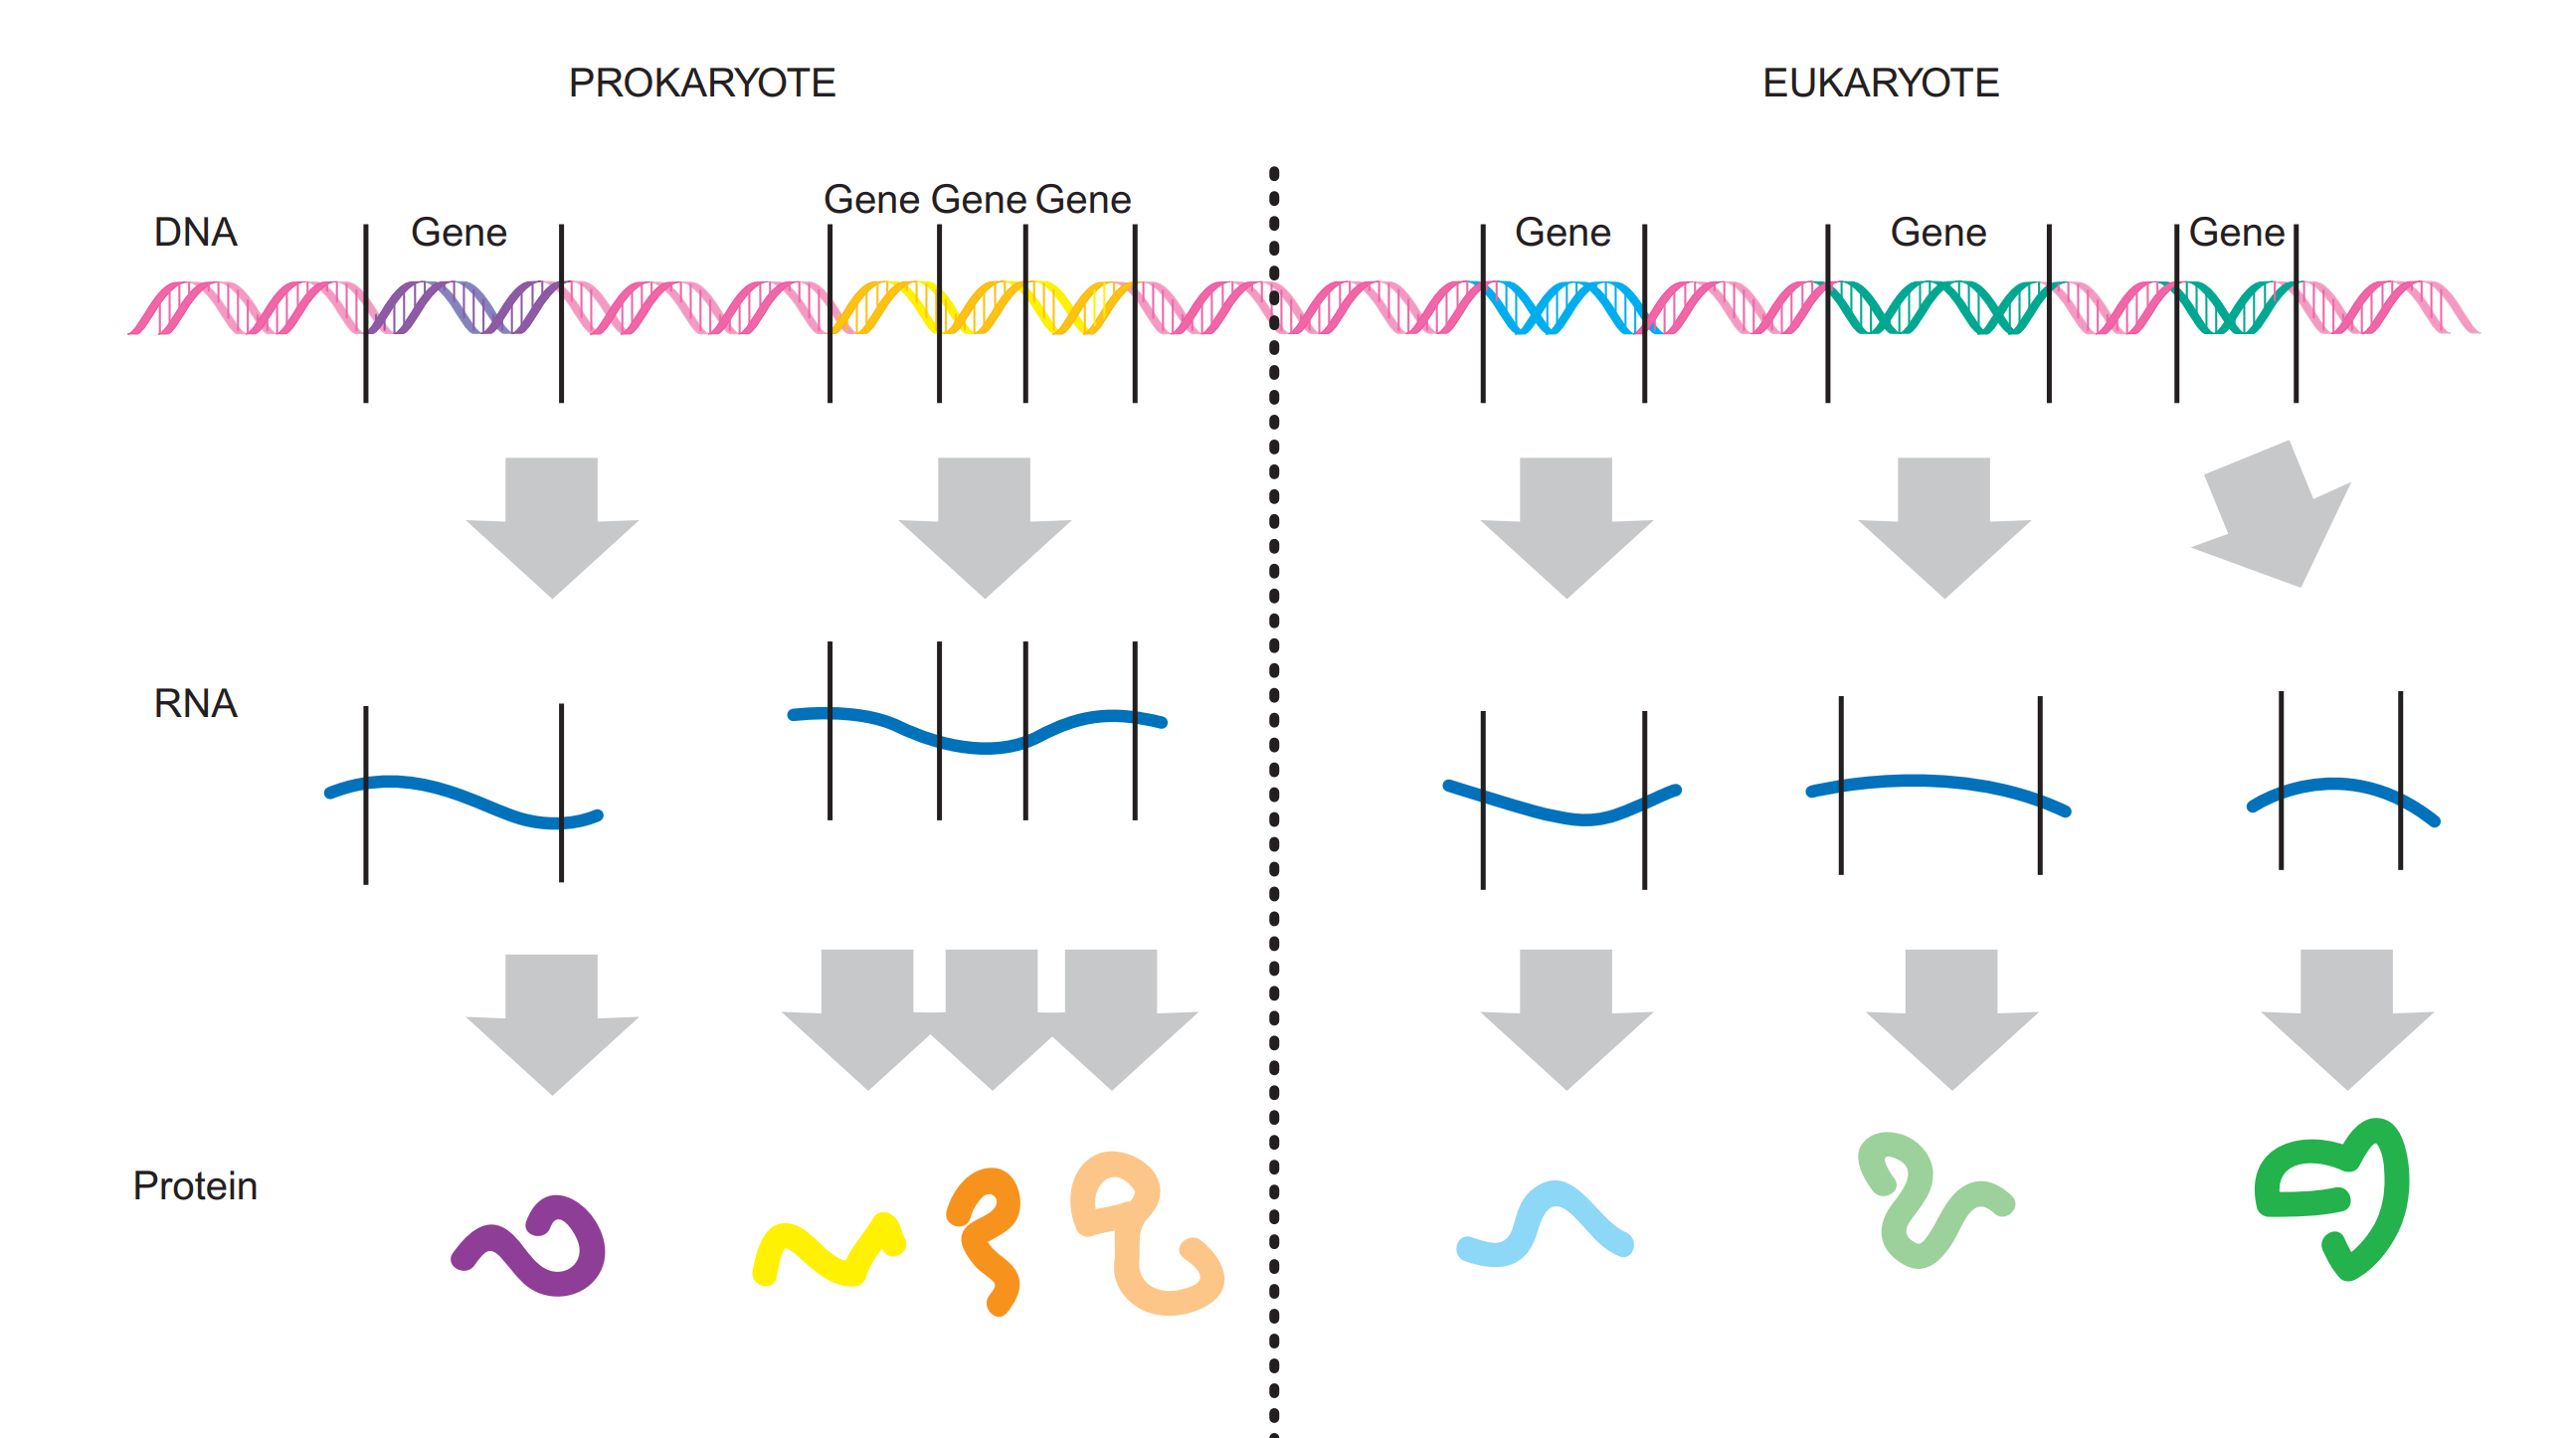 PROKARYOTE
EUKARYOTE
Gene Gene Gene
DNA Gene Gene Gene Gene
RNA
Protein